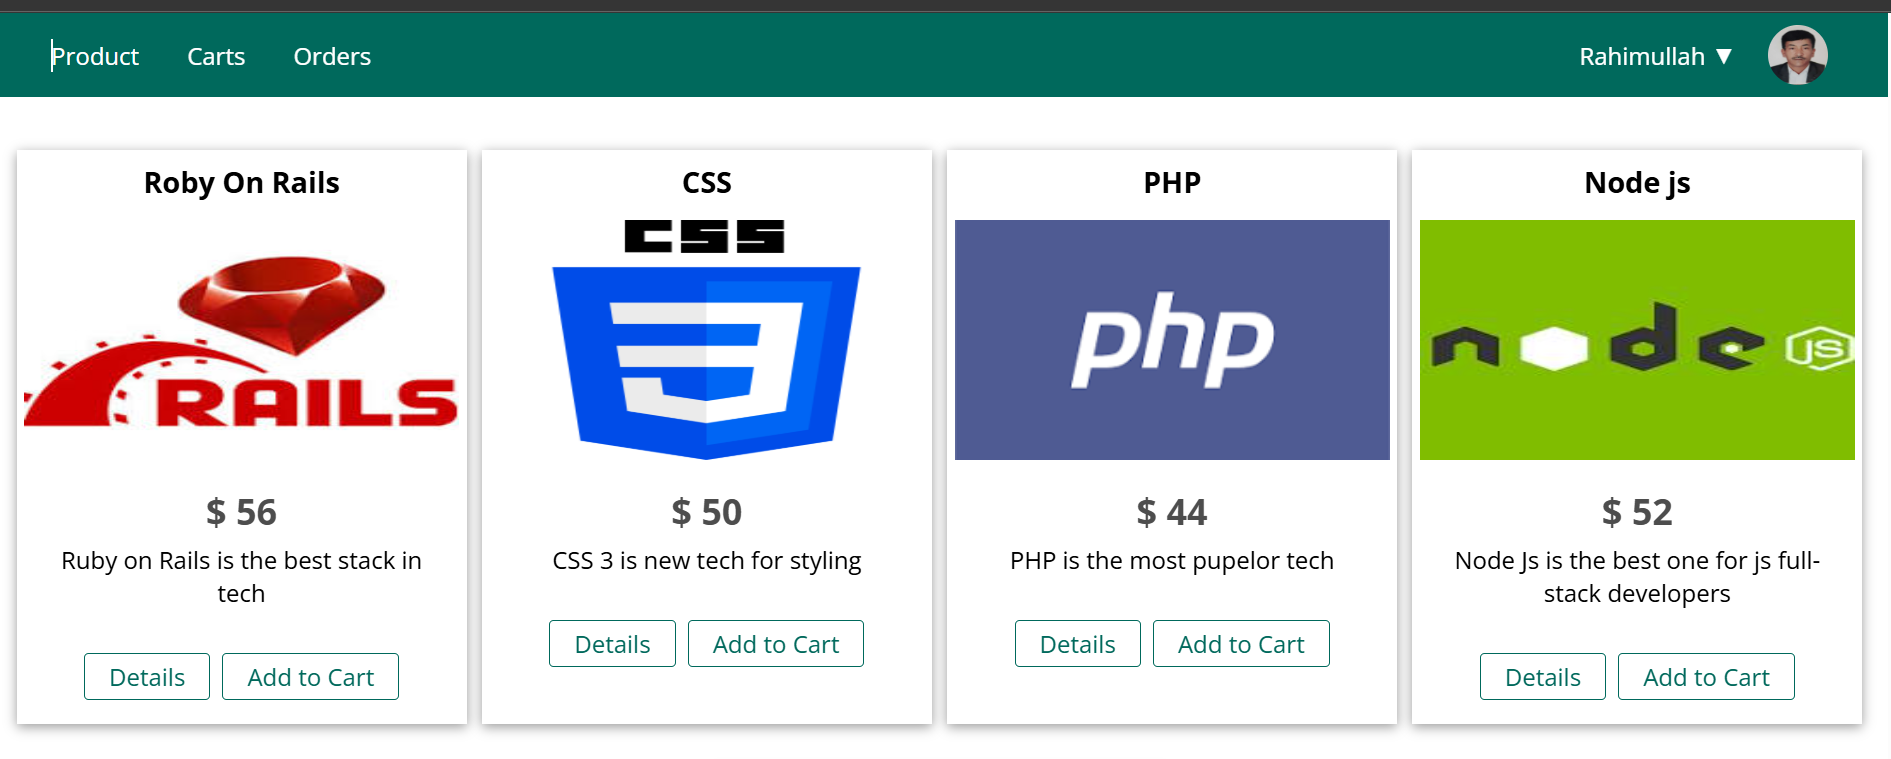 Product Carts Orders Rahimullah ▼
Roby On Rails
RAILS
$ 56
Ruby on Rails is the best stack in
tech
Details Add to Cart
CSS
CSS
3
$ 50
CSS 3 is new tech for styling
Details Add to Cart
PHP
php
$ 44
PHP is the most pupelor tech
Details Add to Cart
Node js
node js
$ 52
Node Js is the best one for js full-
stack developers
Details Add to Cart